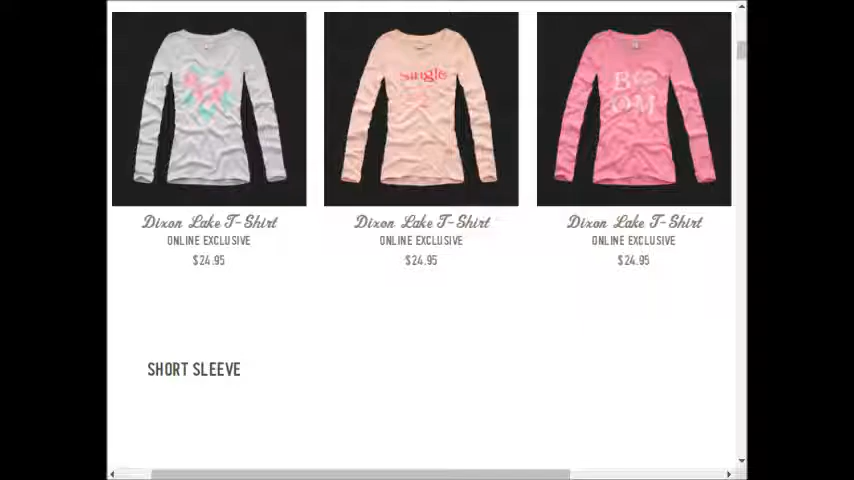 Single
B
OM
Dixon Lake T-Shirt Dixon Lake T-Shirt Dixon Lake T-Shirt
ONLINE EXCLUSIVE ONLINE EXCLUSIVE ONLINE EXCLUSIVE
$24.95 $24.95 $24.95
SHORT SLEEVE